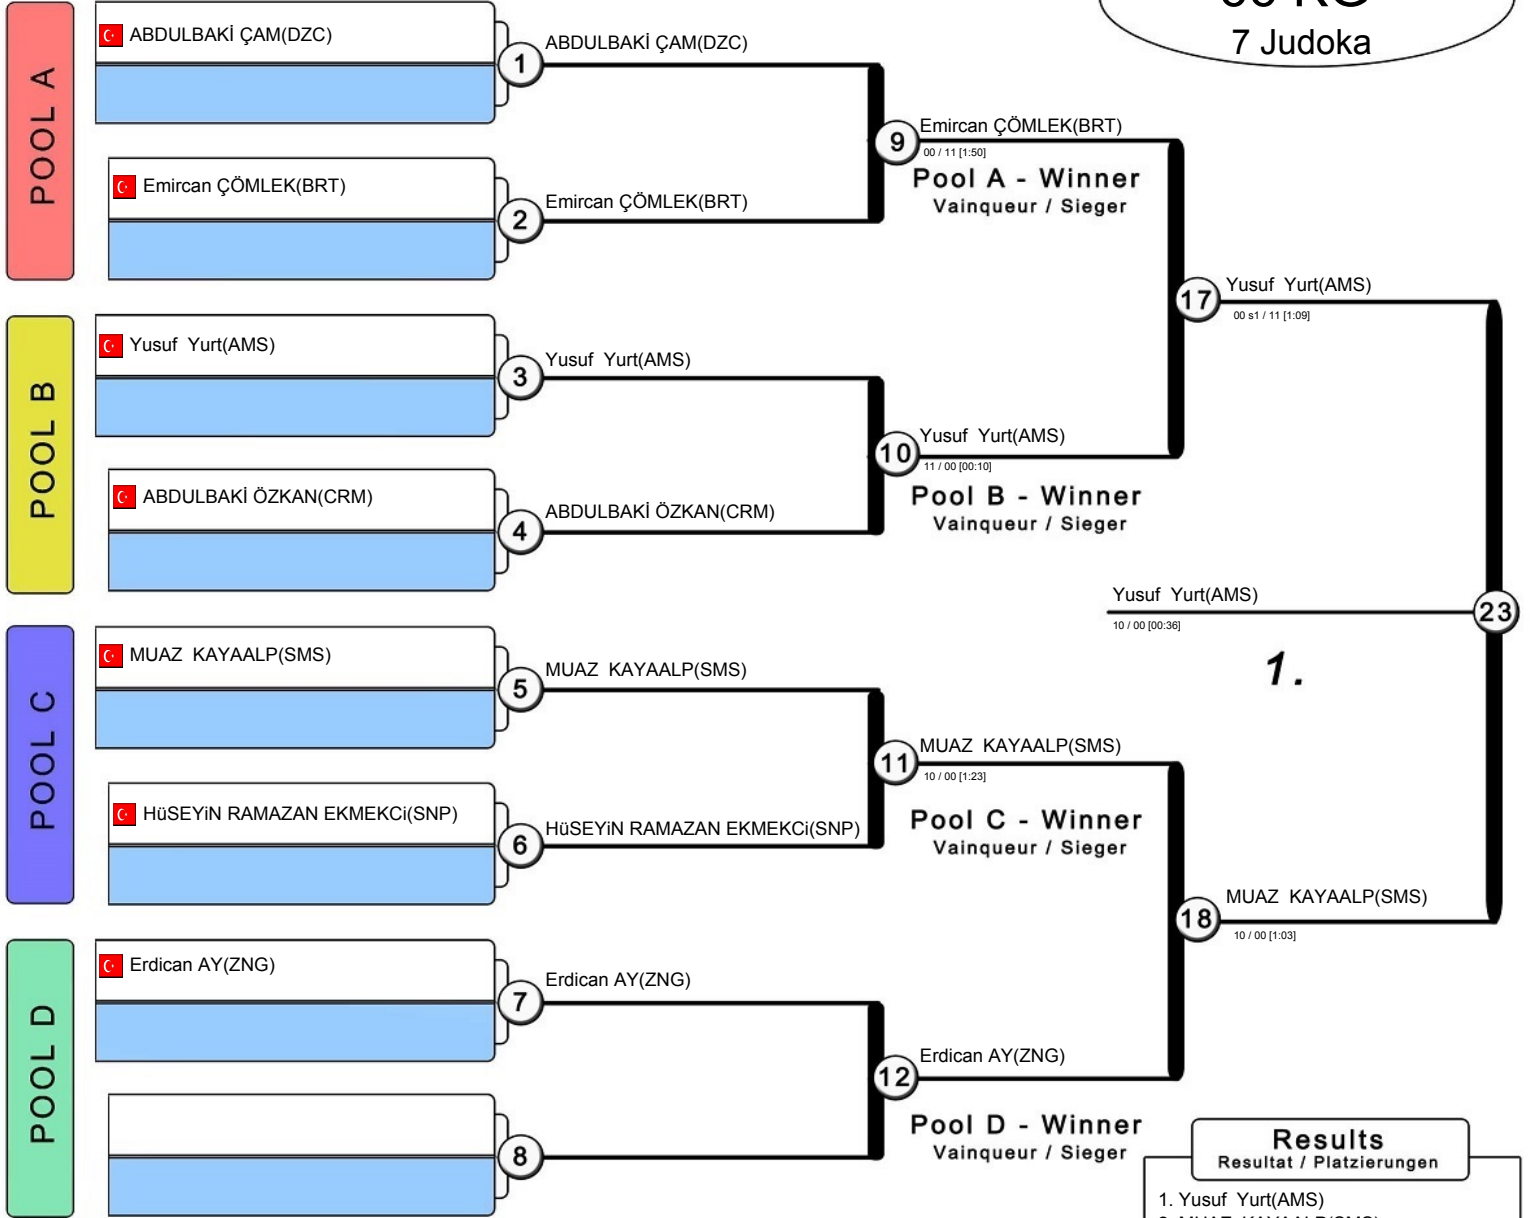 7 Judoka
POOL A
ABDULBAKİ ÇAM(DZC)
1
ABDULBAKİ ÇAM(DZC)
Emircan ÇÖMLEK(BRT)
2
Emircan ÇÖMLEK(BRT)
9
Emircan ÇÖMLEK(BRT)
00 / 11 [1:50]
Pool A - Winner
Vainqueur / Sieger
POOL B
Yusuf Yurt(AMS)
3
Yusuf Yurt(AMS)
ABDULBAKİ ÖZKAN(CRM)
4
ABDULBAKİ ÖZKAN(CRM)
10
Yusuf Yurt(AMS)
11 / 00 [00:10]
Pool B - Winner
Vainqueur / Sieger
17
Yusuf Yurt(AMS)
00 s1 / 11 [1:09]
POOL C
MUAZ KAYAALP(SMS)
5
MUAZ KAYAALP(SMS)
HüSEYiN RAMAZAN EKMEKCi(SNP)
6
HüSEYiN RAMAZAN EKMEKCi(SNP)
11
MUAZ KAYAALP(SMS)
10 / 00 [1:23]
Pool C - Winner
Vainqueur / Sieger
POOL D
Erdican AY(ZNG)
7
Erdican AY(ZNG)
8
12
Erdican AY(ZNG)
Pool D - Winner
Vainqueur / Sieger
18
MUAZ KAYAALP(SMS)
10 / 00 [1:03]
Yusuf Yurt(AMS)
23
10 / 00 [00:36]
1.
Results
Resultat / Platzierungen
1. Yusuf Yurt(AMS)
2. MUAZ KAYAALP(SMS)